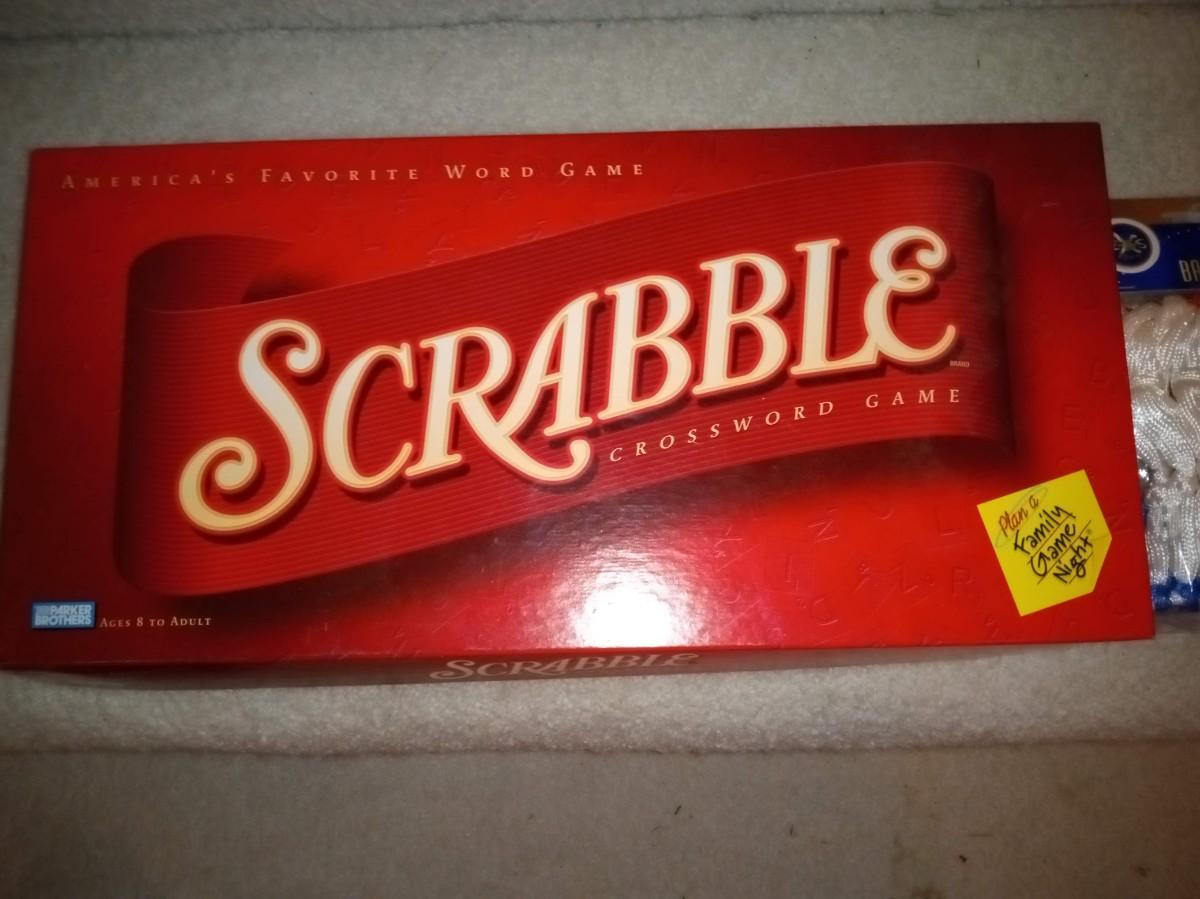 AMERICA'S FAVORITE WORD GAME
SCRABBLE
BRAND
CROSSWORD GAME
Plan a
Family
Game
Night
PARKER
BROTHERS
AGES 8 TO ADULT
SCRABBLE